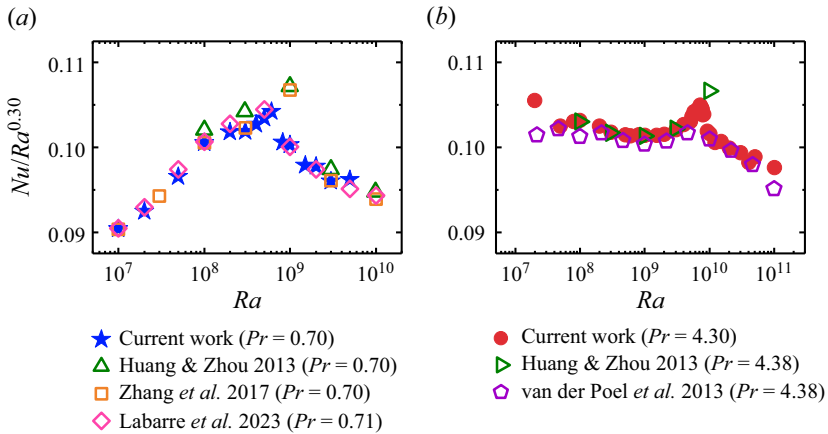 (a)
(b)
0.11
0.10
0.09
Nu/Ra^0.30
10^7
10^8
10^9
10^10
Ra
0.11
0.10
0.09
10^7
10^8
10^9
10^10
10^11
Ra
Current work (Pr = 0.70)
Huang & Zhou 2013 (Pr = 0.70)
Zhang et al. 2017 (Pr = 0.70)
Labarre et al. 2023 (Pr = 0.71)
Current work (Pr = 4.30)
Huang & Zhou 2013 (Pr = 4.38)
van der Poel et al. 2013 (Pr = 4.38)